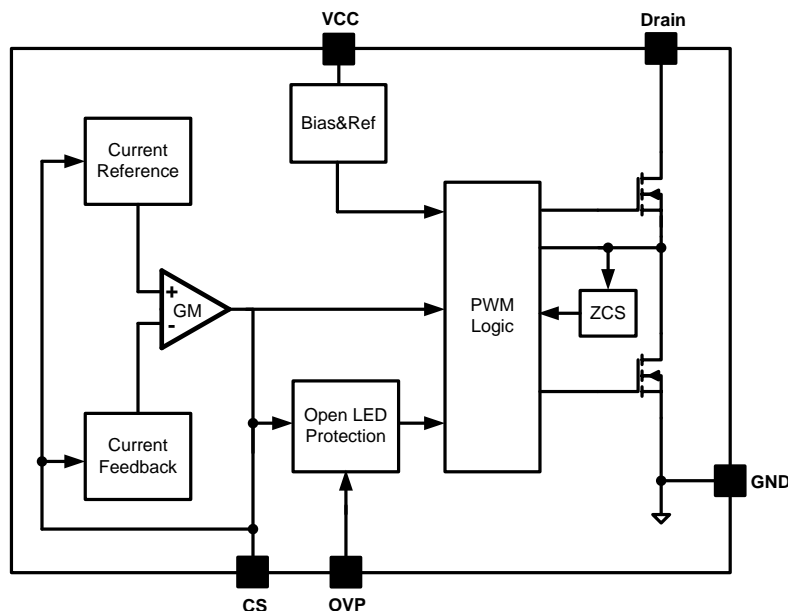 VCC
Drain
Bias&Ref
Current
Reference
+
GM
-
PWM
Logic
ZCS
Open LED
Protection
Current
Feedback
GND
CS
OVP